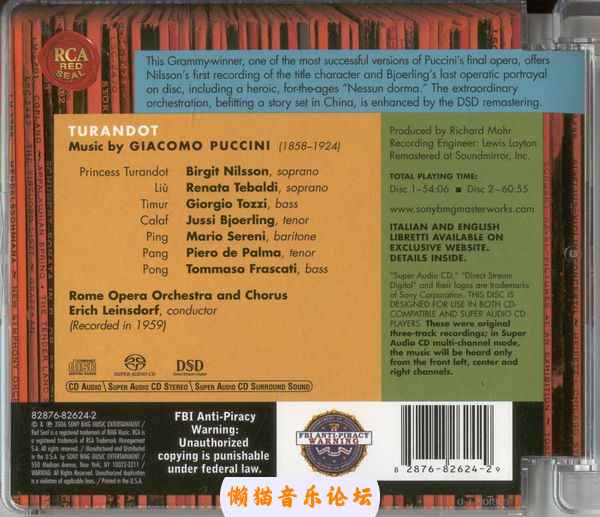 RCA
RED SEAL
This Grammy-winner, one of the most successful versions of Puccini's final opera, offers
Nilsson's first recording of the title character and Bjoerling's last operatic portrayal
on disc, including a heroic, for-the-ages "Nessun dorma." The extraordinary
orchestration, befitting a story set in China, is enhanced by the DSD remastering.
TURANDOT
Music by GIACOMO PUCCINI (1858–1924)
Princess Turandot Birgit Nilsson, soprano
Liù Renata Tebaldi, soprano
Timur Giorgio Tozzi, bass
Calaf Jussi Bjoerling, tenor
Ping Mario Sereni, baritone
Pang Piero de Palma, tenor
Pong Tommaso Frascati, bass
Rome Opera Orchestra and Chorus
Erich Leinsdorf, conductor
(Recorded in 1959)
Produced by Richard Mohr
Recording Engineer: Lewis Layton
Remastered at Soundmirror, Inc.
TOTAL PLAYING TIME:
Disc 1–54:06 ■ Disc 2–60:55
www.sonybmgmasterworks.com
ITALIAN AND ENGLISH
LIBRETTI AVAILABLE ON
EXCLUSIVE WEBSITE.
DETAILS INSIDE.
"Super Audio CD," "Direct Stream
Digital" and their logos are trademarks
of Sony Corporation. THIS DISC IS
DESIGNED FOR USE IN BOTH CD-
COMPATIBLE AND SUPER AUDIO CD
PLAYERS. These were original
three-track recordings; in Super
Audio CD multi-channel mode,
the music will be heard only
from the front left, center and
right channels.
SUPER AUDIO CD
DSD
Direct Stream Digital
CD AUDIO \ SUPER AUDIO CD STEREO \ SUPER AUDIO CD SURROUND SOUND
82876-82624-2
℗ 2006 SONY BMG MUSIC ENTERTAINMENT /
FBI Anti-Piracy
Warning:
Unauthorized
copying is punishable
under federal law.
FBI ANTI-PIRACY
WARNING
8 2876-82624-2 9
懒猫音乐论坛